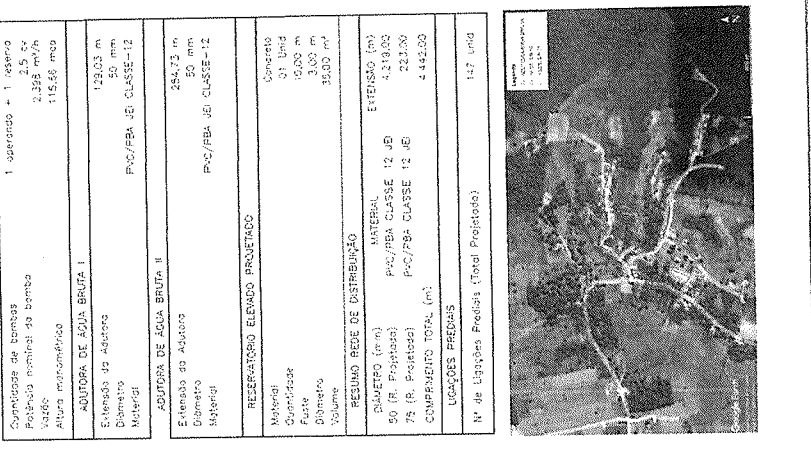 Quantidade de bombas 1 operando + 1 reserva
Potência nominal da bomba 2,5 cv
Vazão 2,398 m³/h
Altura manométrica 115,66 mca
ADUTORA DE ÁGUA BRUTA I
Extensão da Adutora 129,03 m
Diâmetro 50 mm
Material PVC/PBA JEI CLASSE-12
ADUTORA DE ÁGUA BRUTA II
Extensão da Adutora 284,73 m
Diâmetro 50 mm
Material PVC/PBA JEI CLASSE-12
RESERVATÓRIO ELEVADO PROJETADO
Material Concreto
Quantidade 01 Unid
Fuste 15,00 m
Diâmetro 3,00 m
Volume 35,00 m³
RESUMO REDE DE DISTRIBUIÇÃO
DIÂMETRO (mm) MATERIAL EXTENSÃO (m)
50 (R. Projetada) PVC/PBA CLASSE 12 JEI 4.219,00
75 (R. Projetada) PVC/PBA CLASSE 12 JEI 223,00
COMPRIMENTO TOTAL (m) 4.442,00
LIGAÇÕES PREDIAIS
Nº de Ligações Prediais (Total Projetada) 147 Unid
Legenda
N